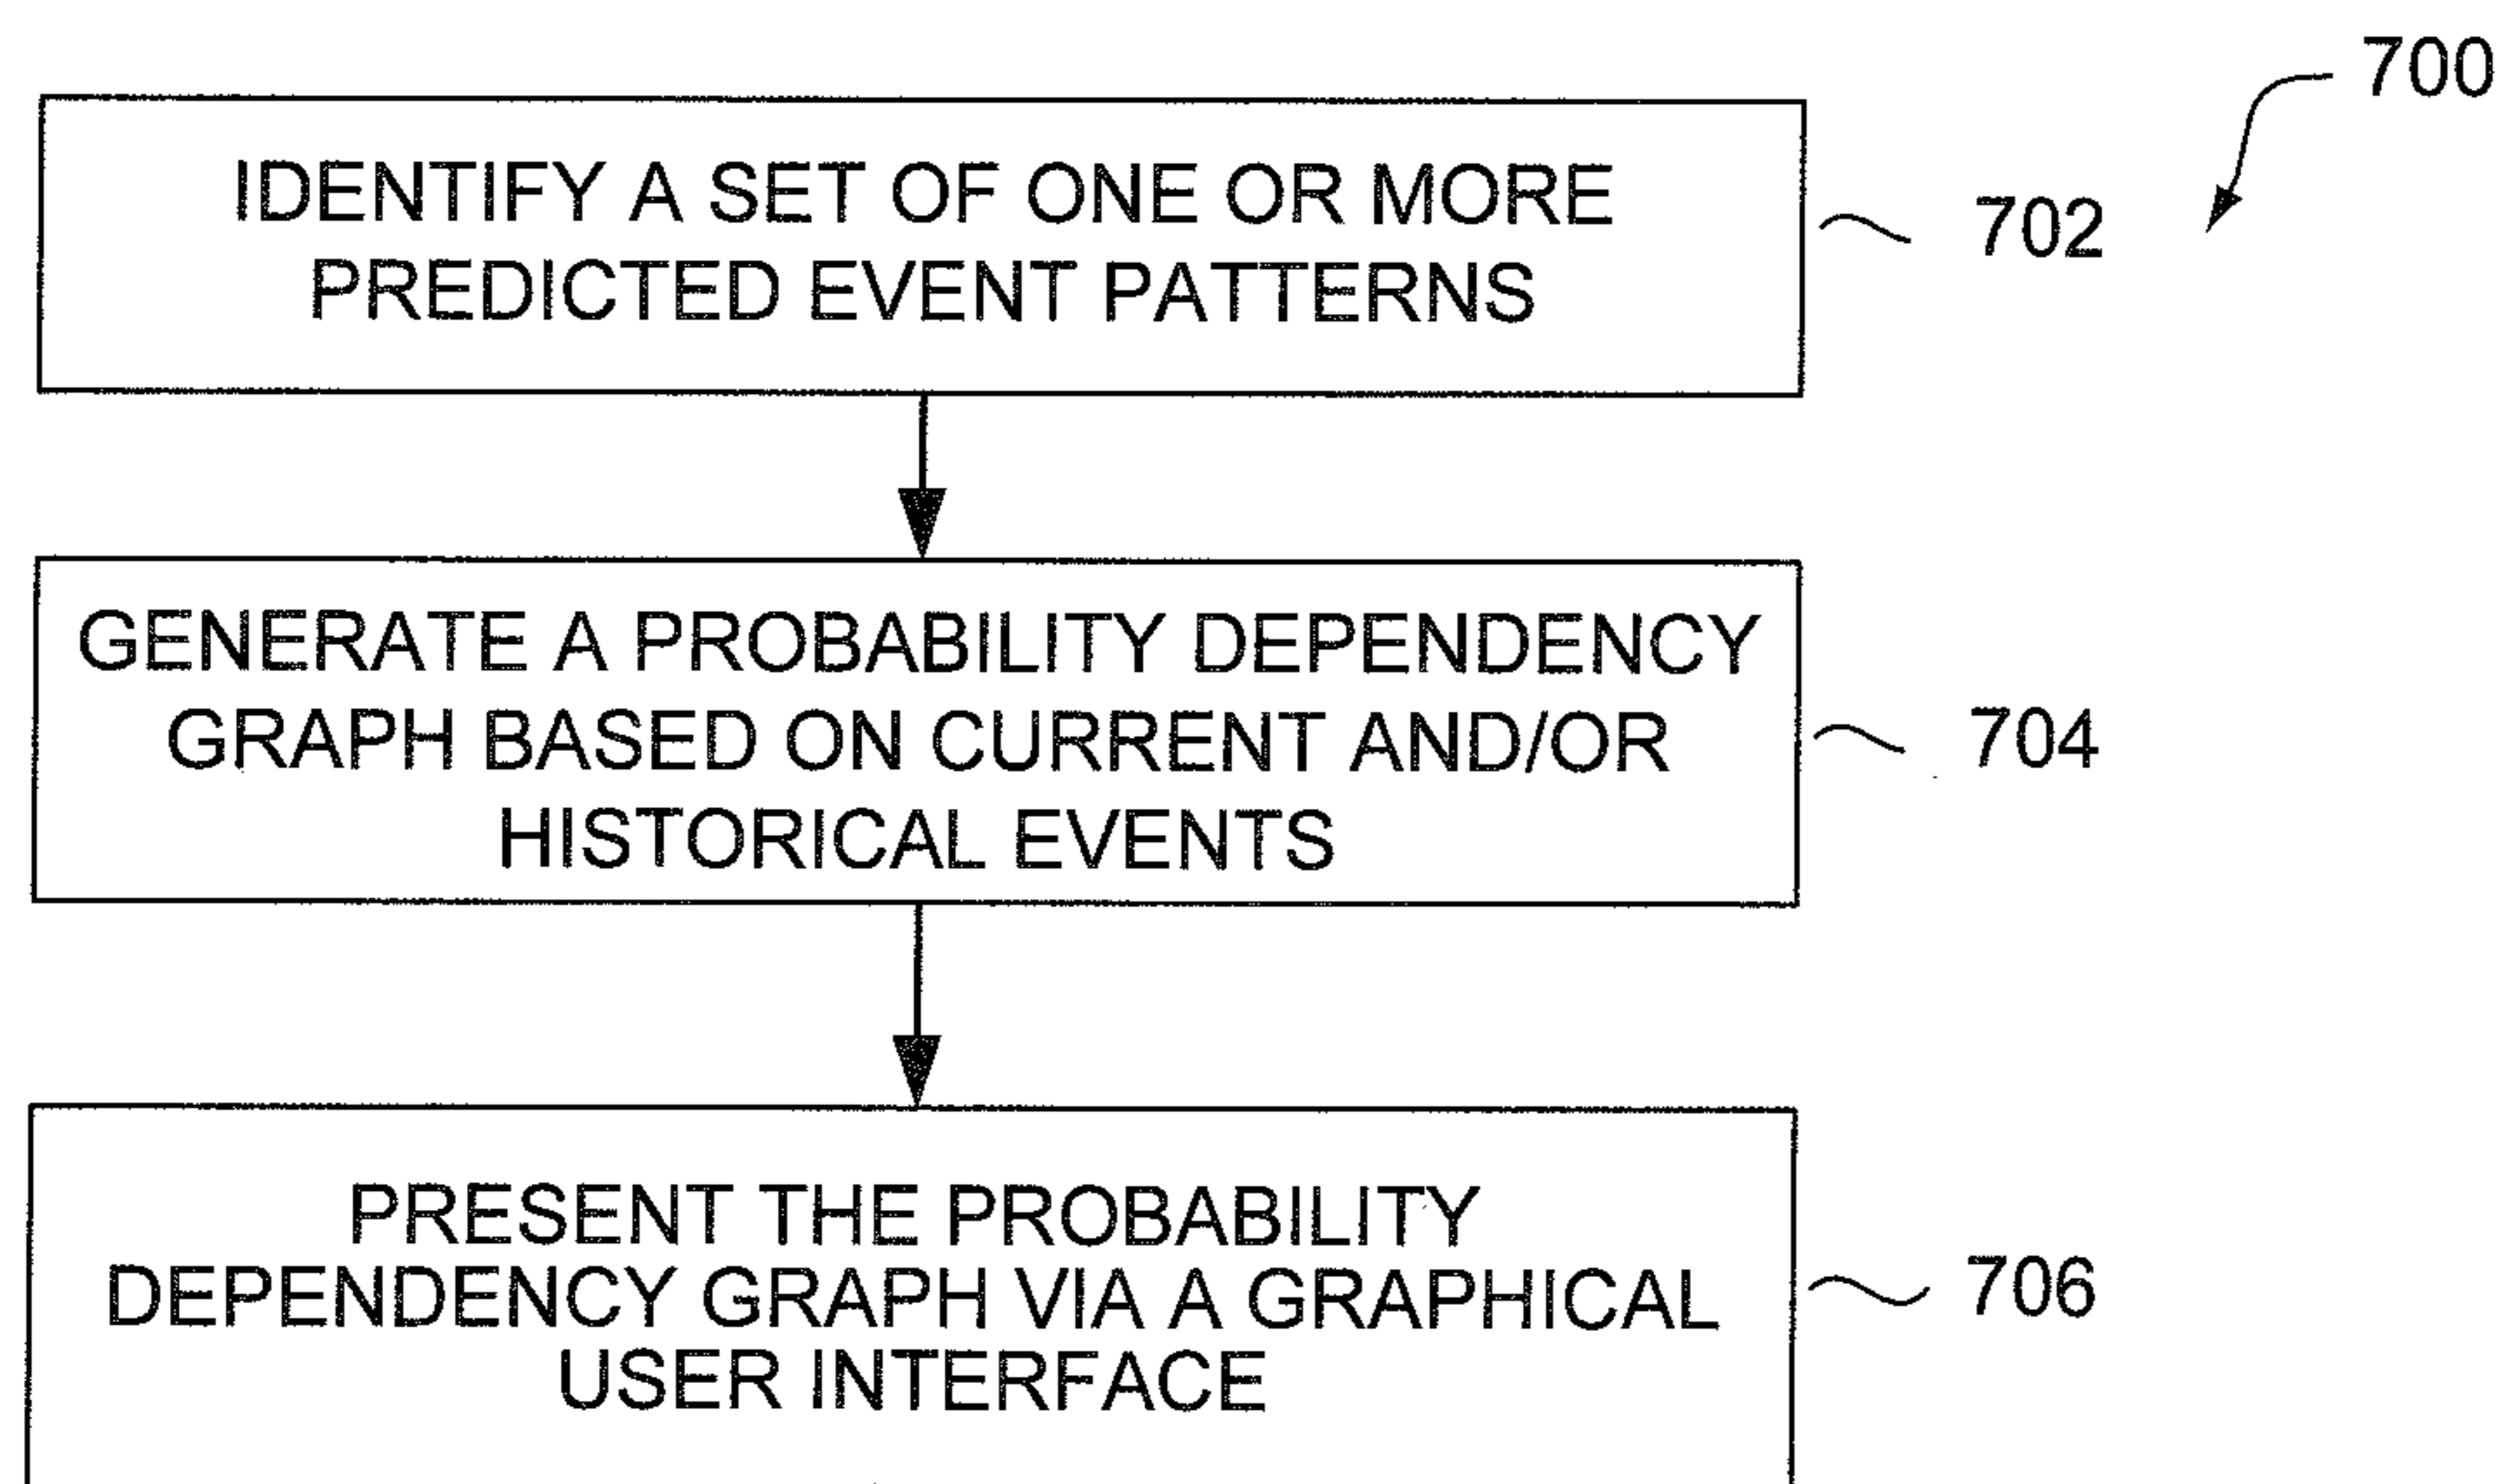 700
IDENTIFY A SET OF ONE OR MORE
PREDICTED EVENT PATTERNS
702
GENERATE A PROBABILITY DEPENDENCY
GRAPH BASED ON CURRENT AND/OR
HISTORICAL EVENTS
704
PRESENT THE PROBABILITY
DEPENDENCY GRAPH VIA A GRAPHICAL
USER INTERFACE
706